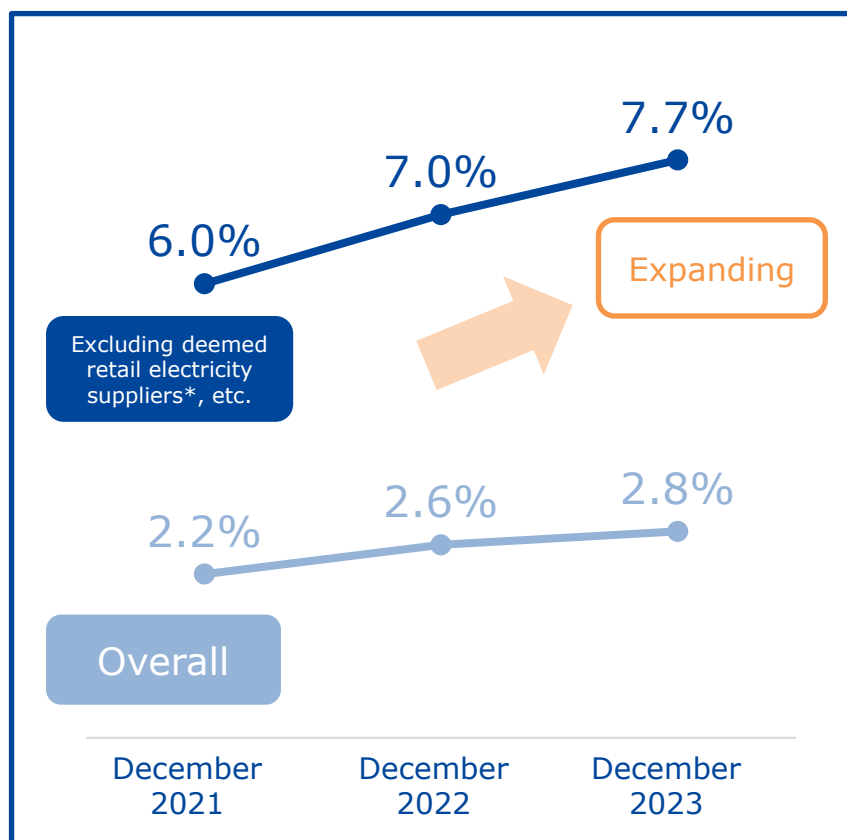 7.7%
7.0%
6.0%
Expanding
Excluding deemed
retail electricity
suppliers*, etc.
2.8%
2.6%
2.2%
Overall
December
2021
December
2022
December
2023